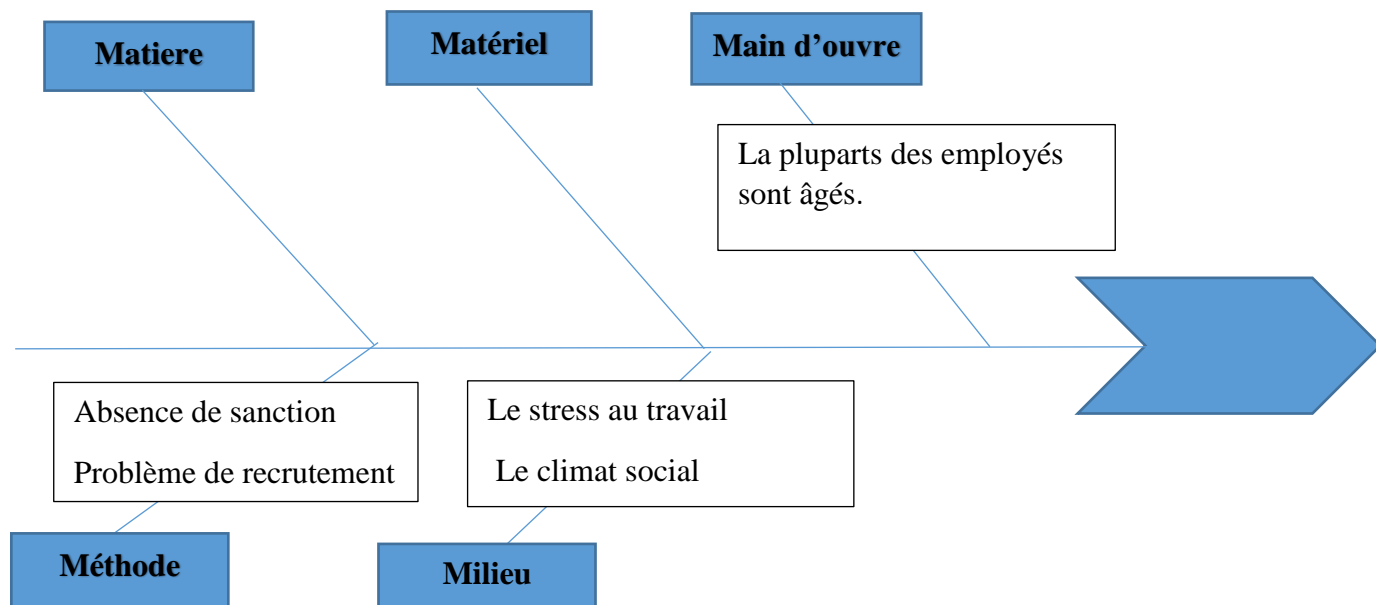 Matiere
Matériel
Main d’ouvre
La pluparts des employés
sont âgés.
Absence de sanction
Problème de recrutement
Le stress au travail
Le climat social
Méthode
Milieu